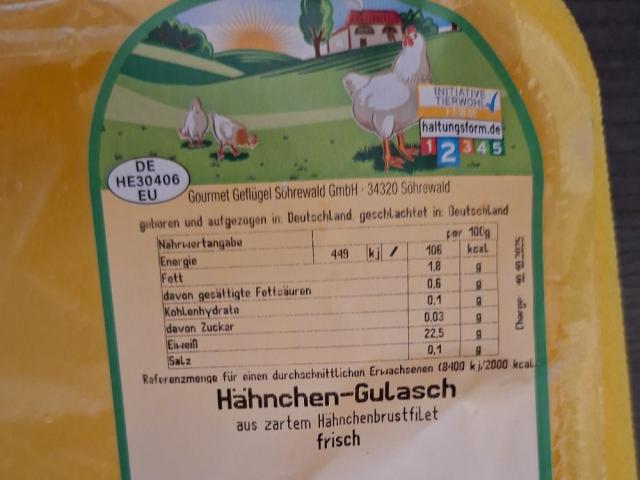 INITIATIVE
TIERWOHL
haltungsform.de
1 2 3 4 5
DE
HE30406
EU
Gourmet Geflügel Söhrewald GmbH · 34320 Söhrewald
geboren und aufgezogen in: Deutschland, geschlachtet in: Deutschland
Nährwertangabe per 100g
Energie 449 kj / 106 kcal
Fett 1,8 g
davon gesättigte Fettsäuren 0,6 g
Kohlenhydrate 0,1 g
davon Zucker 0,03 g
Eiweiß 22,5 g
Salz 0,1 g
Charge:
Referenzmenge für einen durchschnittlichen Erwachsenen (8400 kj/2000 kcal
Hähnchen-Gulasch
aus zartem Hähnchenbrustfilet
frisch